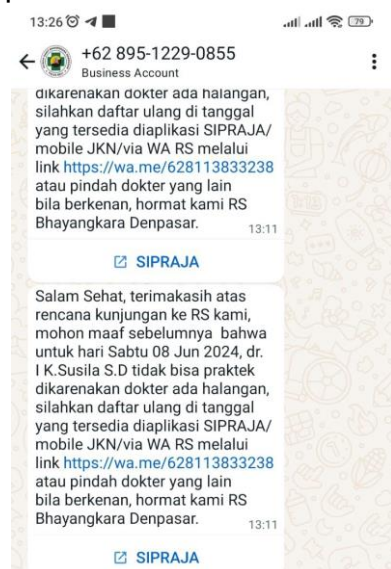 13:26
79
+62 895-1229-0855
Business Account
dikarenakan dokter ada halangan,
silahkan daftar ulang di tanggal
yang tersedia diaplikasi SIPRAJA/
mobile JKN/via WA RS melalui
link https://wa.me/628113833238
atau pindah dokter yang lain
bila berkenan, hormat kami RS
Bhayangkara Denpasar.
13:11
SIPRAJA
Salam Sehat, terimakasih atas
rencana kunjungan ke RS kami,
mohon maaf sebelumnya bahwa
untuk hari Sabtu 08 Jun 2024, dr.
I K.Susila S.D tidak bisa praktek
dikarenakan dokter ada halangan,
silahkan daftar ulang di tanggal
yang tersedia diaplikasi SIPRAJA/
mobile JKN/via WA RS melalui
link https://wa.me/628113833238
atau pindah dokter yang lain
bila berkenan, hormat kami RS
Bhayangkara Denpasar.
13:11
SIPRAJA